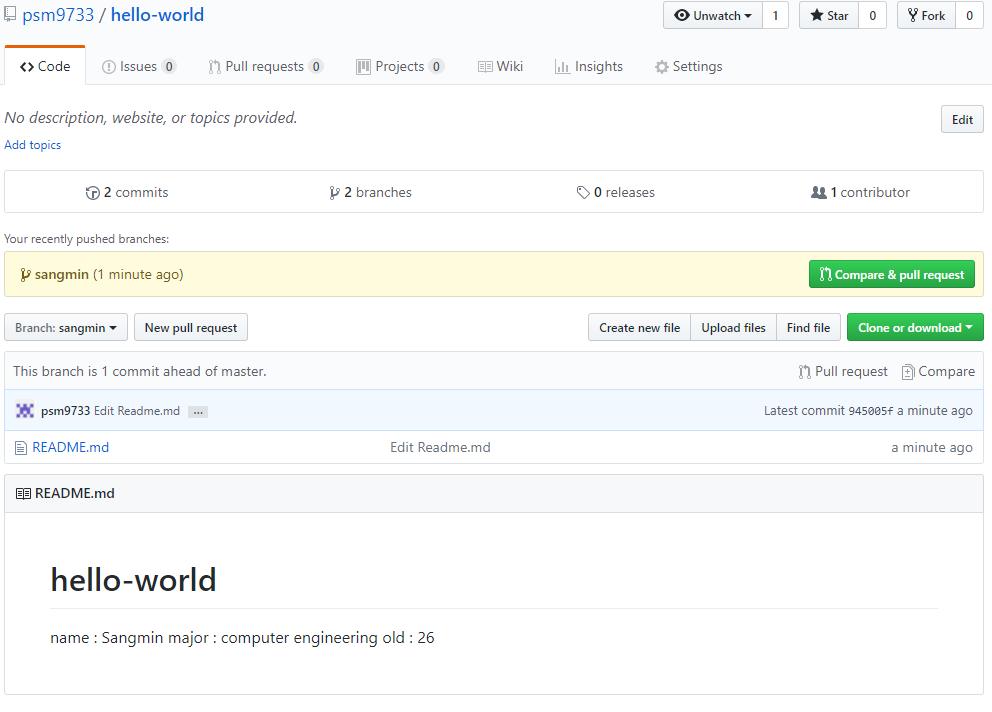 psm9733 / hello-world Unwatch 1 Star 0 Fork 0
Code Issues 0 Pull requests 0 Projects 0 Wiki Insights Settings
No description, website, or topics provided. Edit
Add topics
2 commits 2 branches 0 releases 1 contributor
Your recently pushed branches:
sangmin (1 minute ago) Compare & pull request
Branch: sangmin New pull request Create new file Upload files Find file Clone or download
This branch is 1 commit ahead of master. Pull request Compare
psm9733 Edit Readme.md ... Latest commit 945005f a minute ago
README.md Edit Readme.md a minute ago
README.md
hello-world
name : Sangmin major : computer engineering old : 26